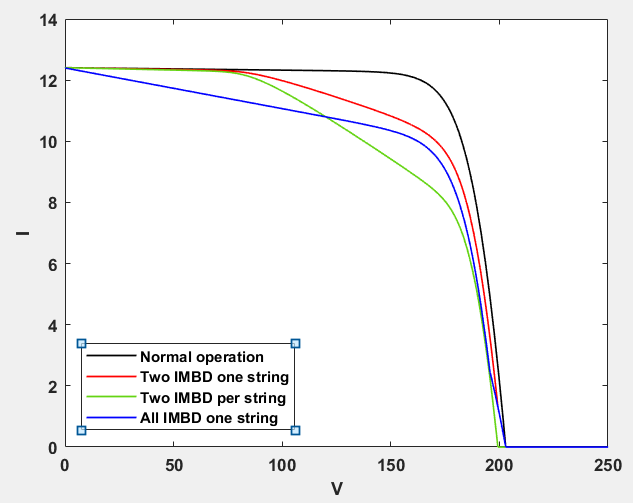 14
12
10
8
6
4
2
0
I
Normal operation
Two IMBD one string
Two IMBD per string
All IMBD one string
0 50 100 150 200 250
V